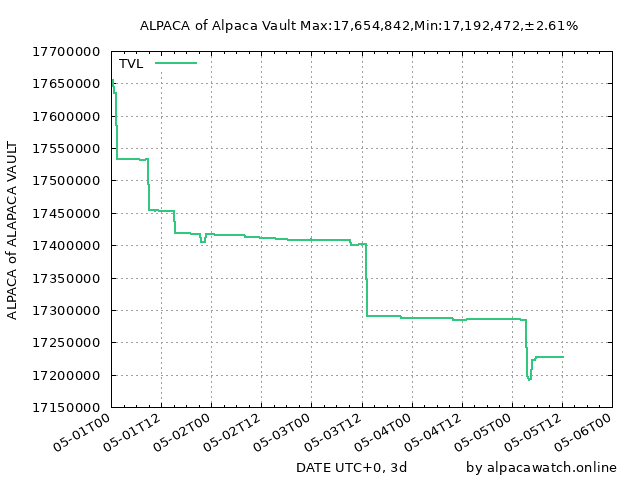 ALPACA of Alpaca Vault Max:17,654,842,Min:17,192,472,±2.61%
TVL
17700000
17650000
17600000
17550000
17500000
17450000
17400000
17350000
17300000
17250000
17200000
17150000
ALPACA of ALAPACA VAULT
05-01T00
05-01T12
05-02T00
05-02T12
05-03T00
05-03T12
05-04T00
05-04T12
05-05T00
05-05T12
05-06T00
DATE UTC+0, 3d
by alpacawatch.online